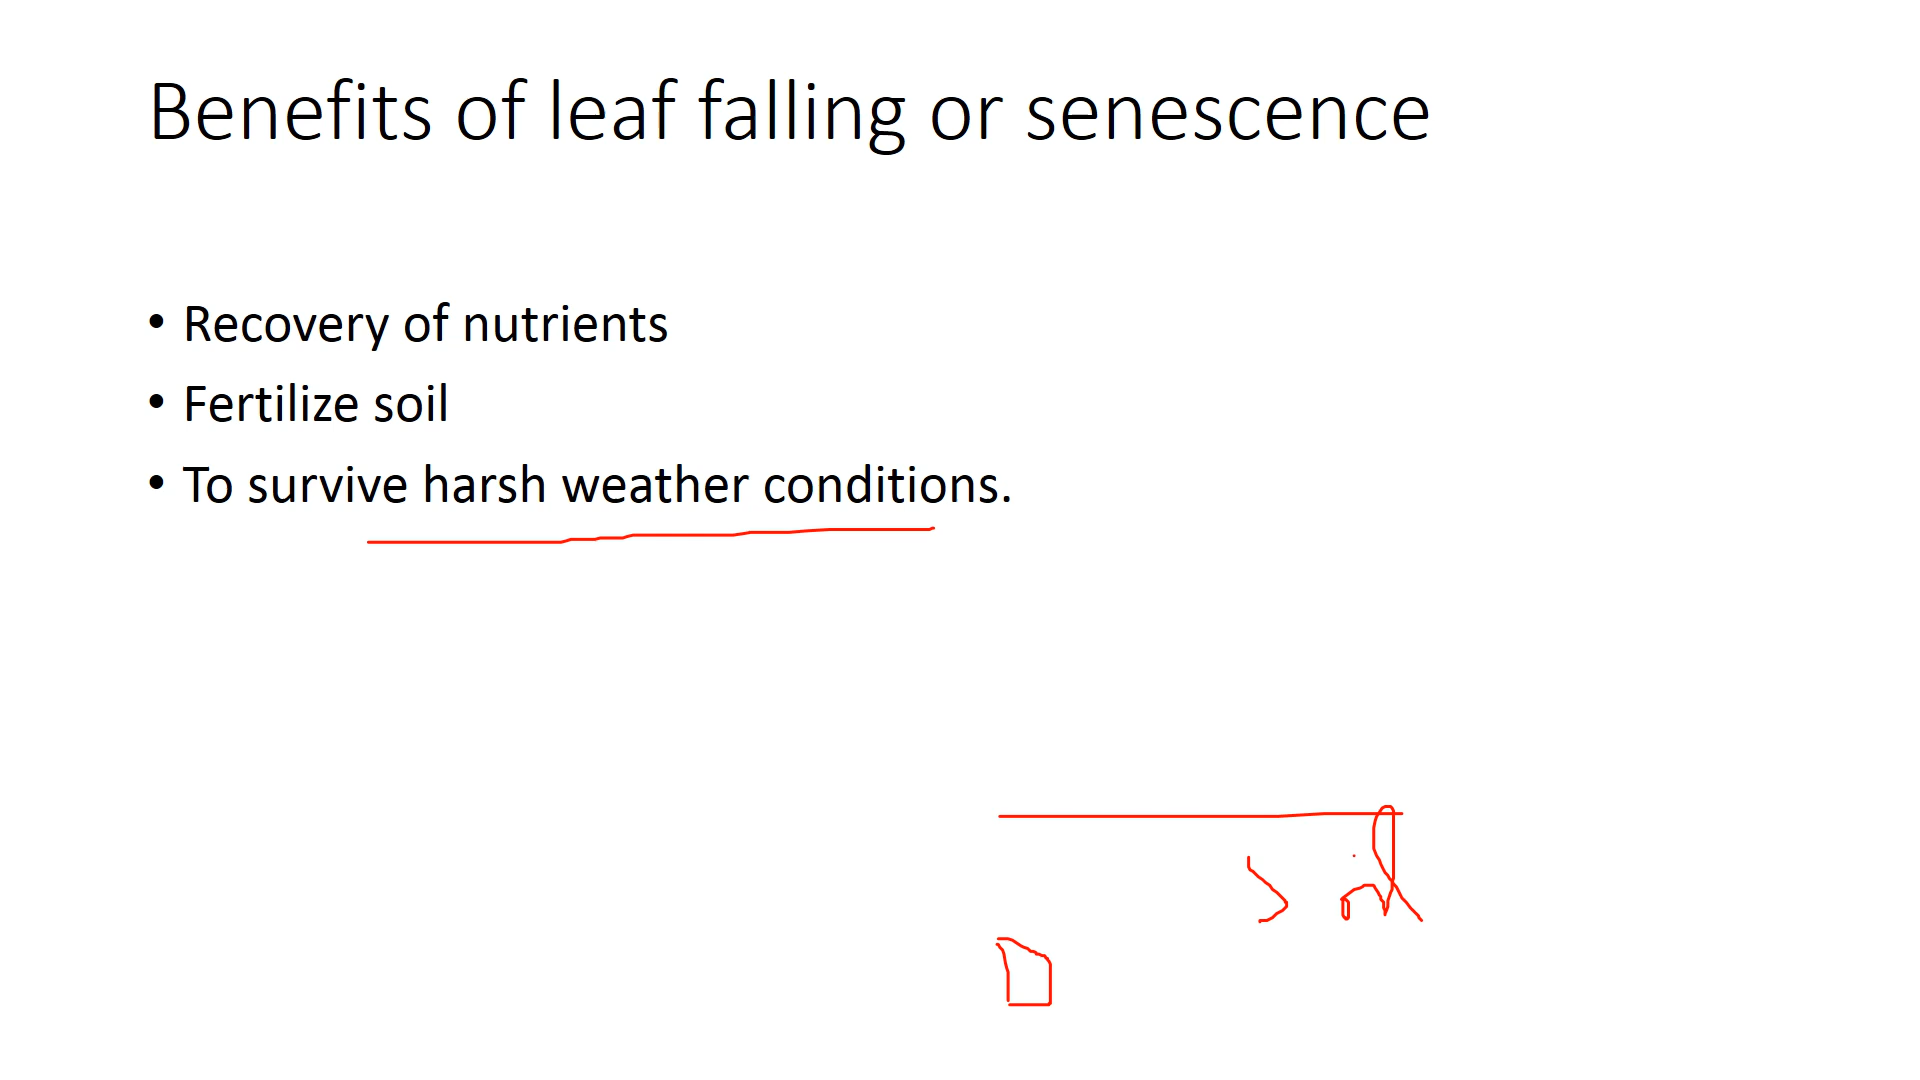 Benefits of leaf falling or senescence
• Recovery of nutrients
• Fertilize soil
• To survive harsh weather conditions.